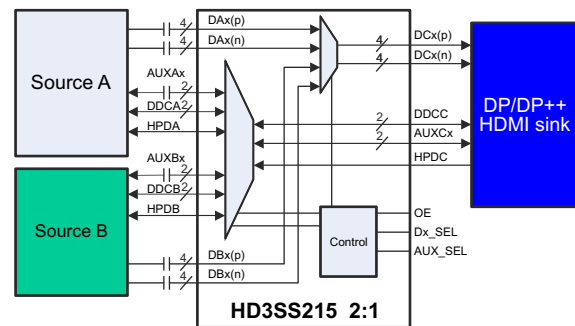 4
DAx(p)
4
DAx(n)
4
DCx(p)
4
DCx(n)
Source A
AUXAx
2
DDCA
2
HPDA
DP/DP++
HDMI sink
2
DDCC
2
AUXCx
HPDC
AUXBx
2
DDCB
2
HPDB
Source B
Control
OE
Dx_SEL
AUX_SEL
4
DBx(p)
4
DBx(n)
HD3SS215 2:1